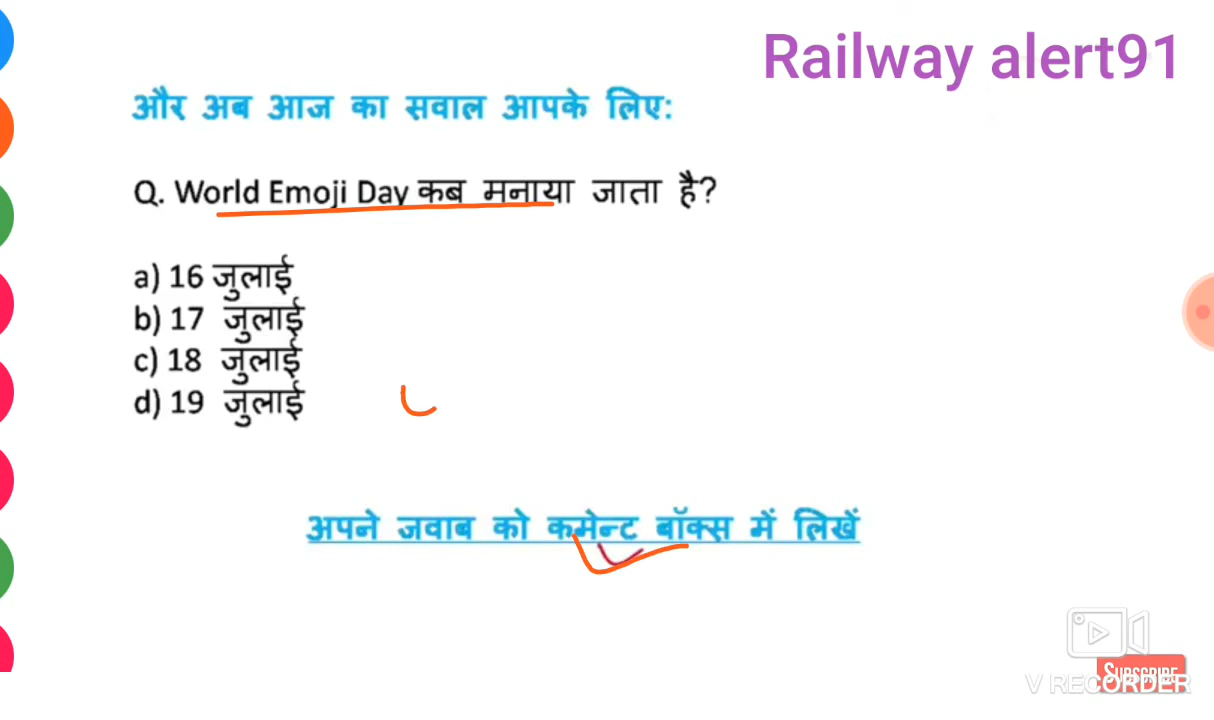 Railway alert91
और अब आज का सवाल आपके लिए:
Q. World Emoji Day कब मनाया जाता है?
a) 16 जुलाई
b) 17 जुलाई
c) 18 जुलाई
d) 19 जुलाई
अपने जवाब को कमेन्ट बॉक्स में लिखें
SUBSCRIBE
V RECORDER